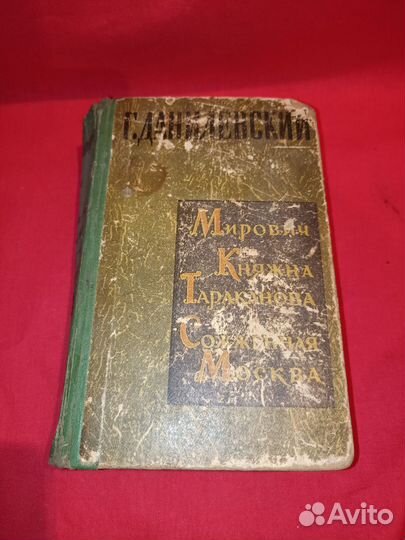 Г. ДАНИЛЕВСКИЙ
Мирович
Княжна
Тараканова
Сожженная
Москва
Avito